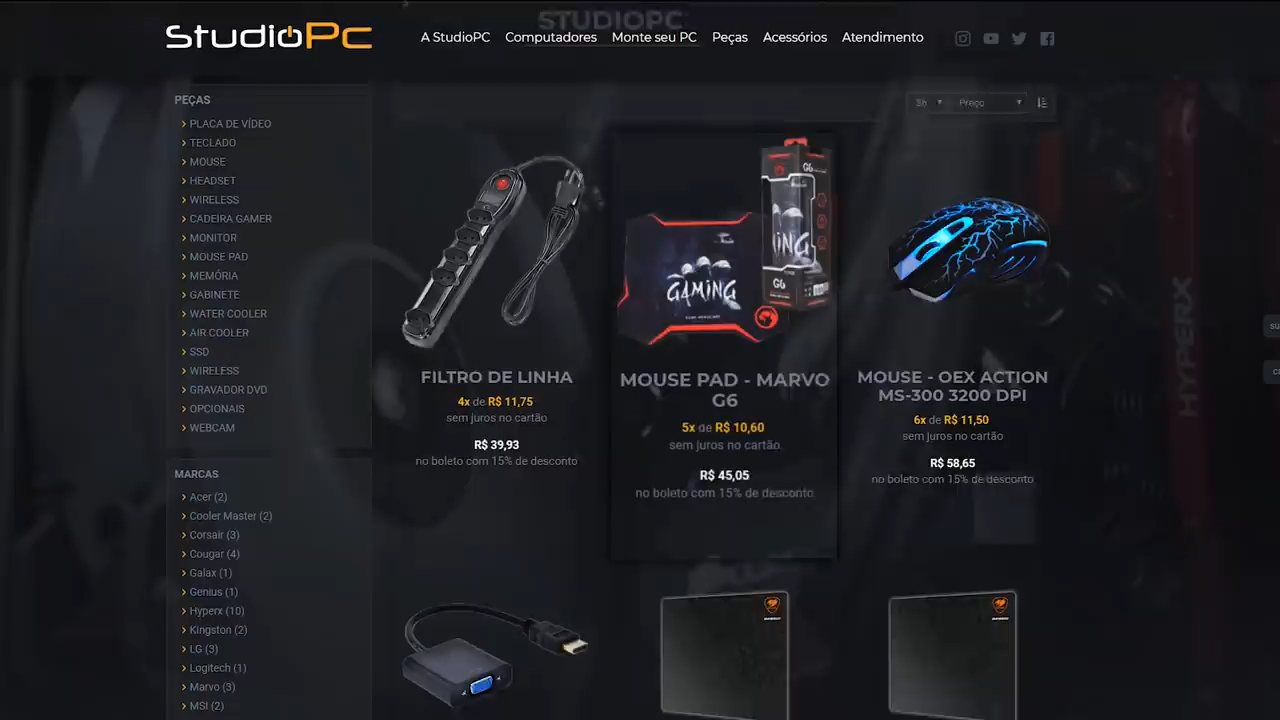 STUDIOPC
StudioPc
A StudioPC
Computadores
Monte seu PC
Peças
Acessórios
Atendimento
PEÇAS
PLACA DE VÍDEO
TECLADO
MOUSE
HEADSET
WIRELESS
CADEIRA GAMER
MONITOR
MOUSE PAD
MEMÓRIA
GABINETE
WATER COOLER
AIR COOLER
SSD
WIRELESS
GRAVADOR DVD
OPCIONAIS
WEBCAM
MARCAS
Acer (2)
Cooler Master (2)
Corsair (3)
Cougar (4)
Galax (1)
Genius (1)
Hyperx (10)
Kingston (2)
LG (3)
Logitech (1)
Marvo (3)
MSI (2)
Preço
FILTRO DE LINHA
4x de R$ 11,75
sem juros no cartão
R$ 39,93
no boleto com 15% de desconto
GAMING
G6
G6
MOUSE PAD - MARVO
G6
5x de R$ 10,60
sem juros no cartão.
R$ 45,05
no boleto com 15% de desconto
MOUSE - OEX ACTION
MS-300 3200 DPI
6x de R$ 11,50
sem juros no cartão
R$ 58,65
no boleto com 15% de desconto
HYPERX